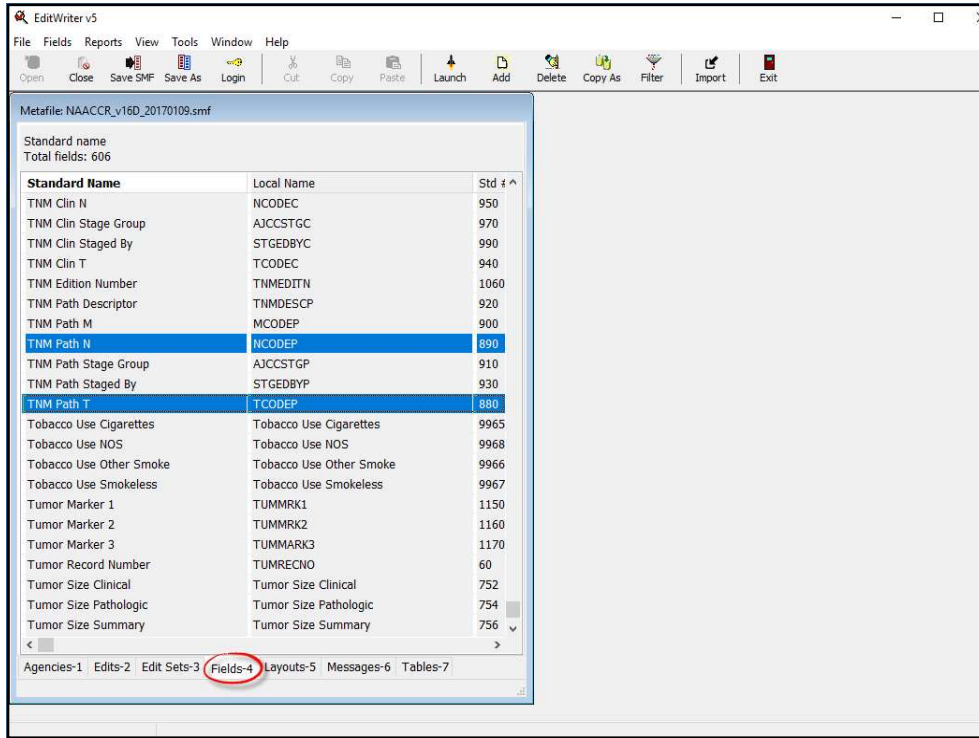 EditWriter v5
File Fields Reports View Tools Window Help
Open Close Save SMF Save As Login Cut Copy Paste Launch Add Delete Copy As Filter Import Exit
Metafile: NAACCR_v16D_20170109.smf
Standard name
Total fields: 606
Standard Name Local Name Std #
TNM Clin N NCODEC 950
TNM Clin Stage Group AJCCSTGC 970
TNM Clin Staged By STGEDBYC 990
TNM Clin T TCODEC 940
TNM Edition Number TNMEDITN 1060
TNM Path Descriptor TNMDESCP 920
TNM Path M MCODEP 900
TNM Path N NCODEP 890
TNM Path Stage Group AJCCSTGP 910
TNM Path Staged By STGEDBYP 930
TNM Path T TCODEP 880
Tobacco Use Cigarettes Tobacco Use Cigarettes 9965
Tobacco Use NOS Tobacco Use NOS 9968
Tobacco Use Other Smoke Tobacco Use Other Smoke 9966
Tobacco Use Smokeless Tobacco Use Smokeless 9967
Tumor Marker 1 TUMMRK1 1150
Tumor Marker 2 TUMMRK2 1160
Tumor Marker 3 TUMMARK3 1170
Tumor Record Number TUMRECNO 60
Tumor Size Clinical Tumor Size Clinical 752
Tumor Size Pathologic Tumor Size Pathologic 754
Tumor Size Summary Tumor Size Summary 756
Agencies-1 Edits-2 Edit Sets-3 Fields-4 Layouts-5 Messages-6 Tables-7